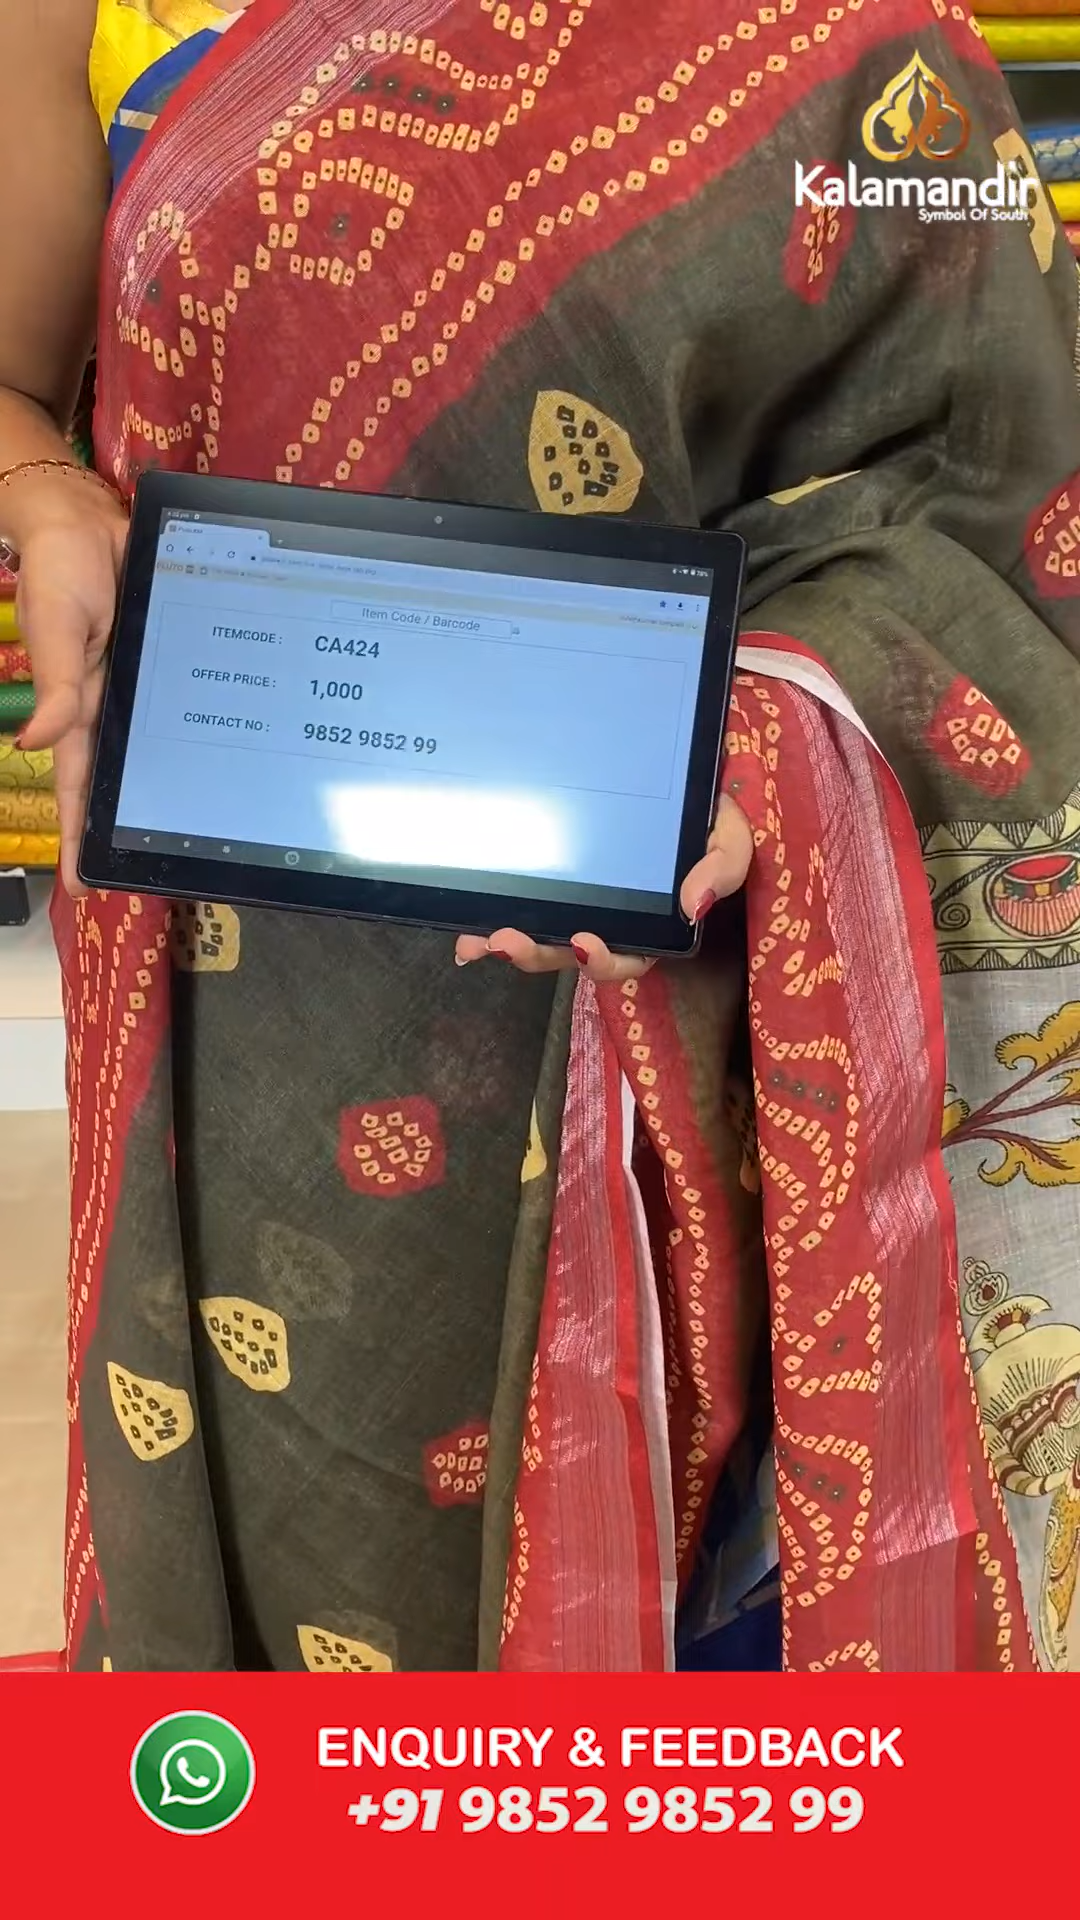 Kalamandir
Symbol Of South
Item Code / Barcode
ITEMCODE : CA424
OFFER PRICE : 1,000
CONTACT NO : 9852 9852 99
ENQUIRY & FEEDBACK
+91 9852 9852 99